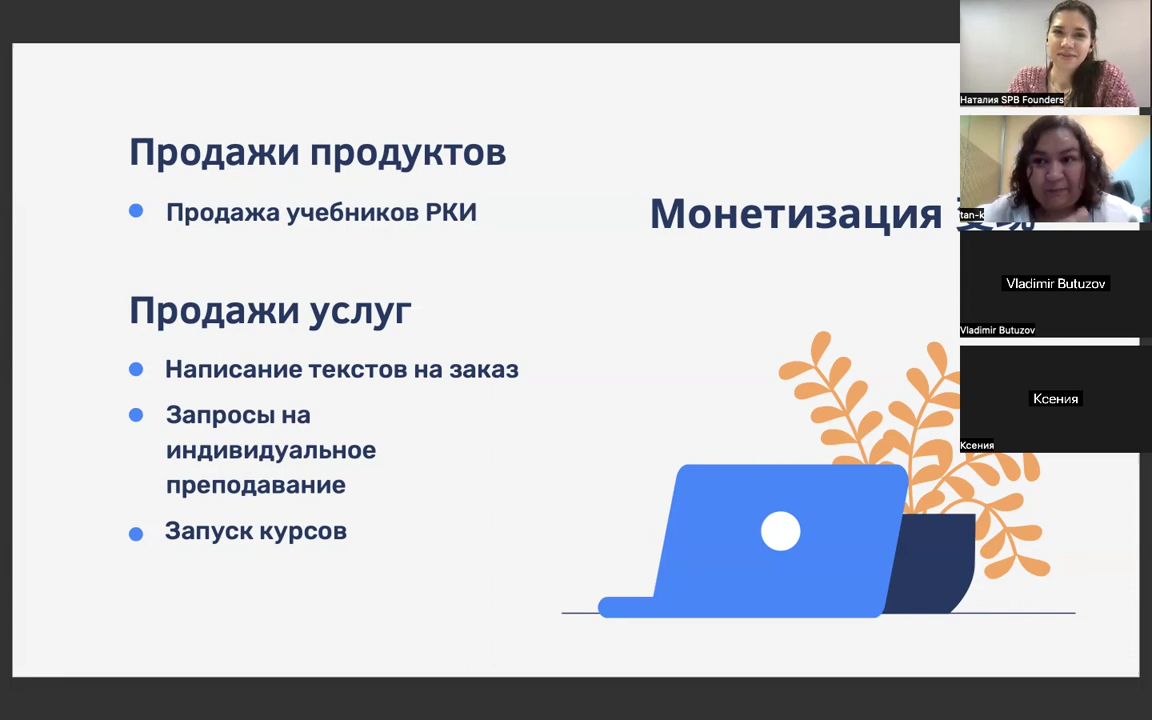 Продажи продуктов
Продажа учебников РКИ
Монетизация
Продажи услуг
Написание текстов на заказ
Запросы на
индивидуальное
преподавание
Запуск курсов
Наталия SPB Founders
tan-k
Vladimir Butuzov
Vladimir Butuzov
Ксения
Ксения